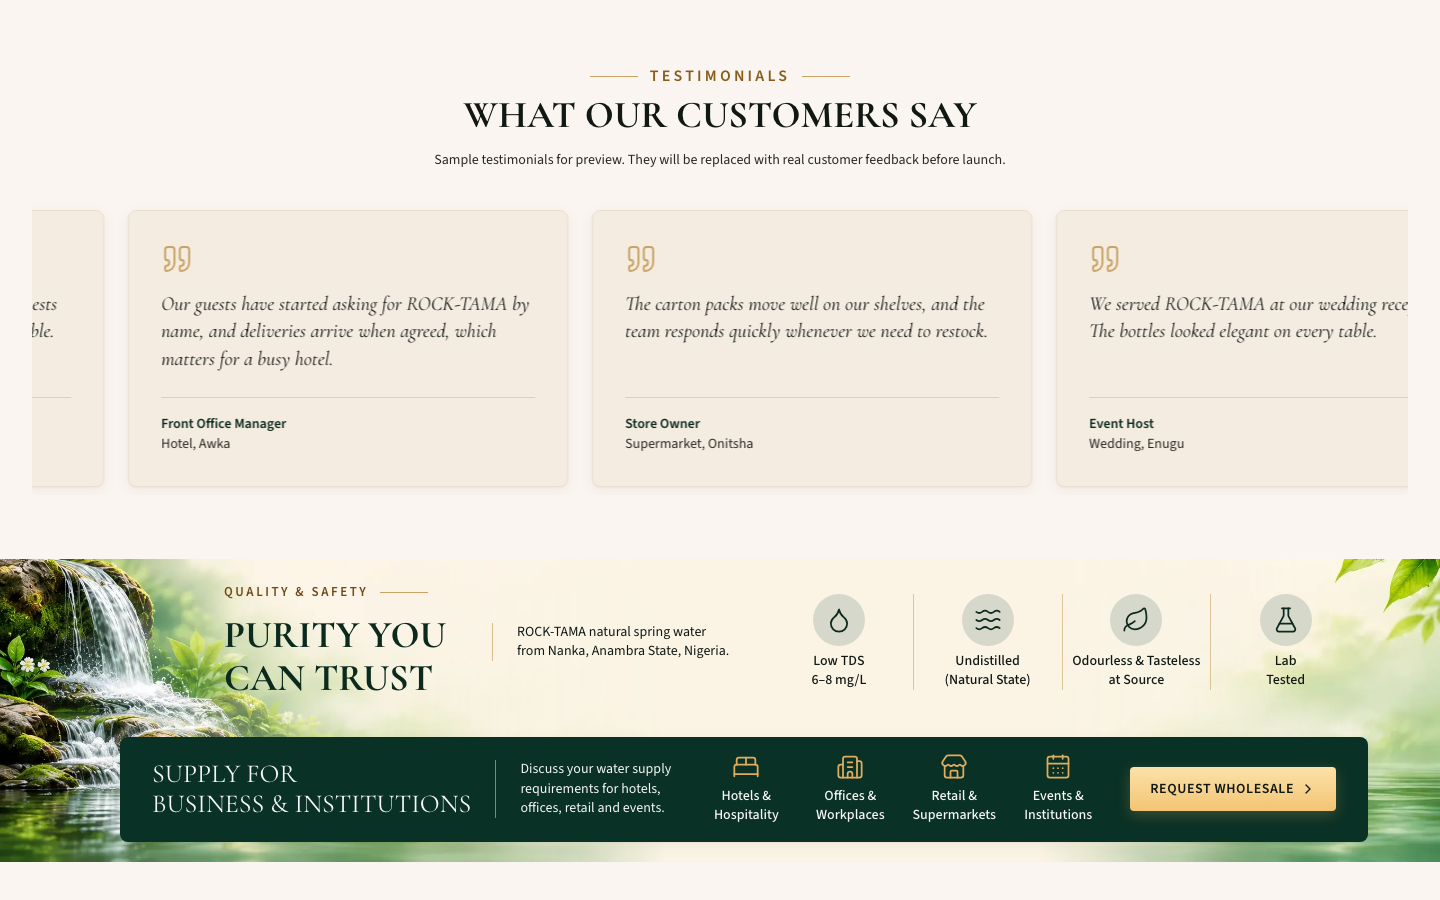 TESTIMONIALS
WHAT OUR CUSTOMERS SAY
Sample testimonials for preview. They will be replaced with real customer feedback before launch.
ble.
Our guests have started asking for ROCK-TAMA by
name, and deliveries arrive when agreed, which
matters for a busy hotel.
Front Office Manager
Hotel, Awka
The carton packs move well on our shelves, and the
team responds quickly whenever we need to restock.
Store Owner
Supermarket, Onitsha
We served ROCK-TAMA at our wedding
The bottles looked elegant on every table.
Event Host
Wedding, Enugu
QUALITY & SAFETY
PURITY YOU
CAN TRUST
ROCK-TAMA natural spring water
from Nanka, Anambra State, Nigeria.
Low TDS
6–8 mg/L
Undistilled
(Natural State)
Odourless & Tasteless
at Source
Lab
Tested
SUPPLY FOR
BUSINESS & INSTITUTIONS
Discuss your water supply
requirements for hotels,
offices, retail and events.
Hotels &
Hospitality
Offices &
Workplaces
Retail &
Supermarkets
Events &
Institutions
REQUEST WHOLESALE